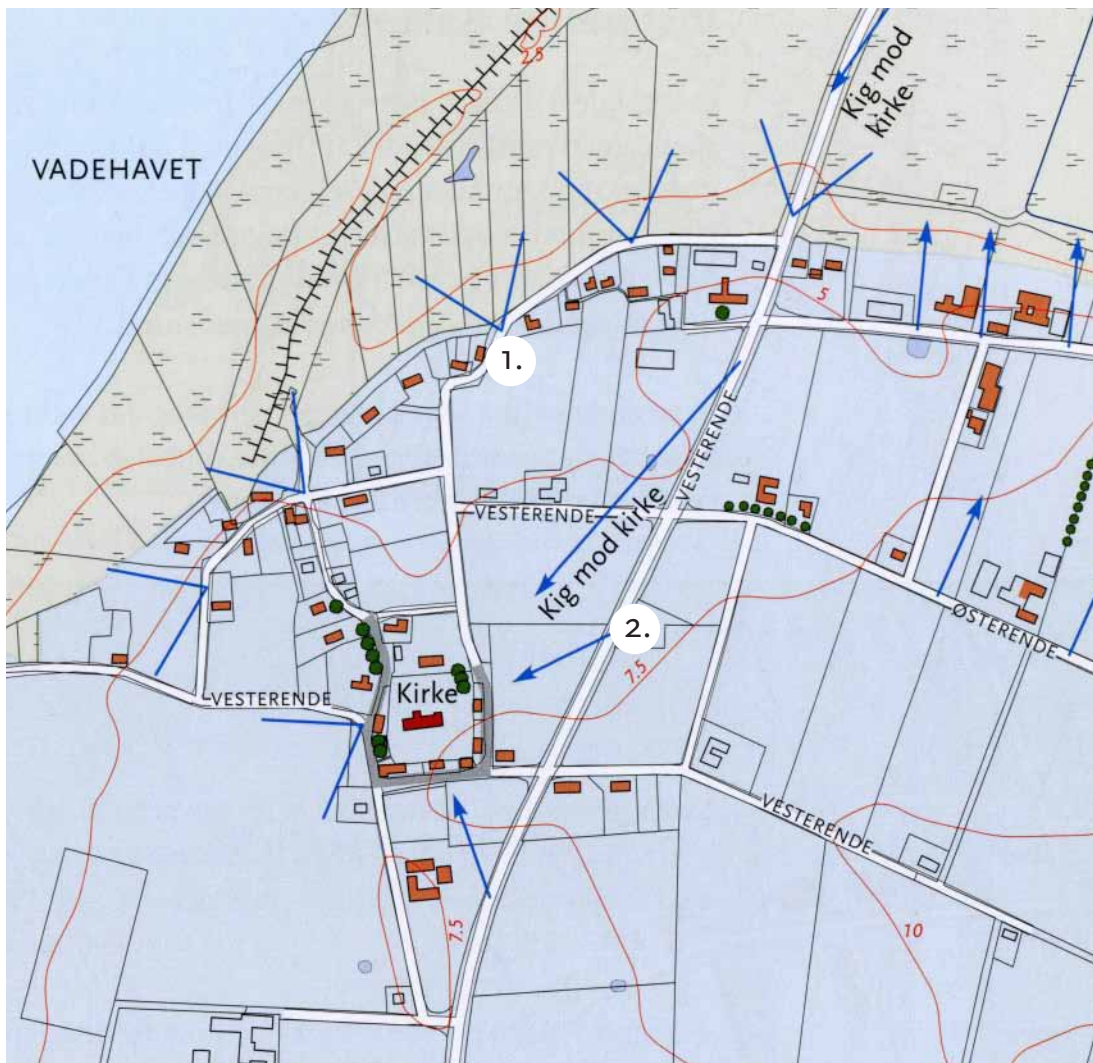 2.5
Kig mod
kirke
VADEHAVET
5
1.
VESTERENDE
VESTERENDE
Kig mod kirke
2.
ØSTERENDE
7.5
Kirke
VESTERENDE
VESTERENDE
7.5
10